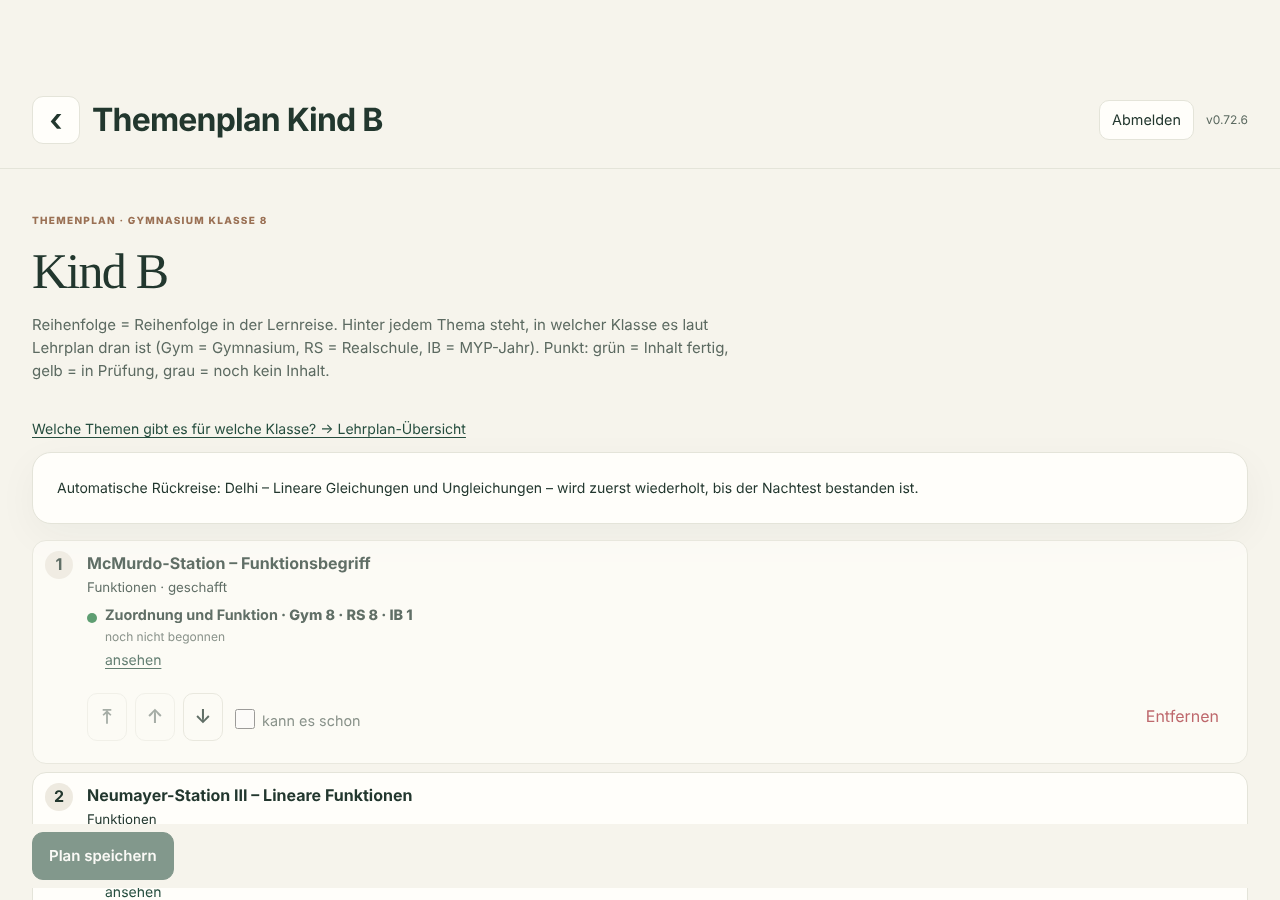 ‹ Themenplan Kind B
Abmelden v0.72.6
THEMENPLAN · GYMNASIUM KLASSE 8
Kind B
Reihenfolge = Reihenfolge in der Lernreise. Hinter jedem Thema steht, in welcher Klasse es laut
Lehrplan dran ist (Gym = Gymnasium, RS = Realschule, IB = MYP-Jahr). Punkt: grün = Inhalt fertig,
gelb = in Prüfung, grau = noch kein Inhalt.
Welche Themen gibt es für welche Klasse? → Lehrplan-Übersicht
Automatische Rückreise: Delhi – Lineare Gleichungen und Ungleichungen – wird zuerst wiederholt, bis der Nachtest bestanden ist.
1 McMurdo-Station – Funktionsbegriff
Funktionen · geschafft
Zuordnung und Funktion · Gym 8 · RS 8 · IB 1
noch nicht begonnen
ansehen
⤒ ↑ ↓ kann es schon Entfernen
2 Neumayer-Station III – Lineare Funktionen
Funktionen
Plan speichern
ansehen